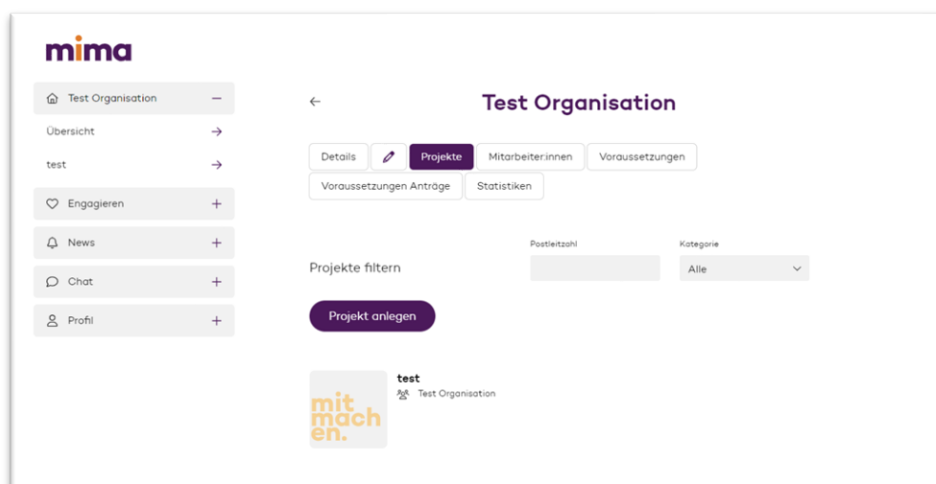 mima
Test Organisation
Übersicht
test
Engagieren
News
Chat
Profil
Test Organisation
Details
Projekte
Mitarbeiter:innen
Voraussetzungen
Voraussetzungen Anträge
Statistiken
Projekte filtern
Postleitzahl
Kategorie
Alle
Projekt anlegen
mit
mach
en.
test
Test Organisation